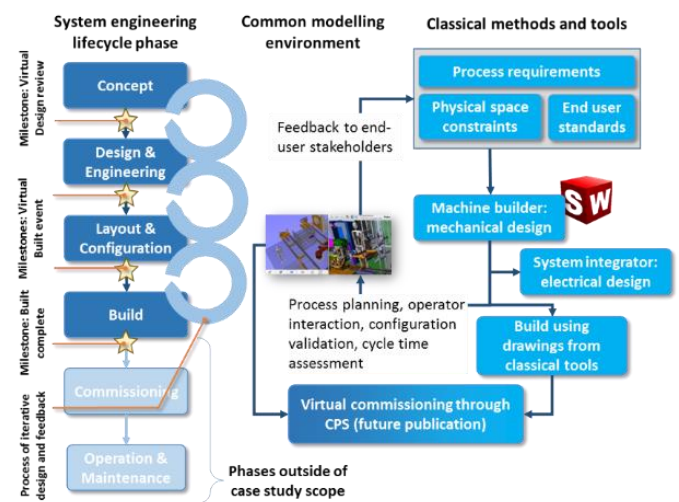 System engineering
lifecycle phase
Common modelling
environment
Classical methods and tools
Milestone: Virtual
Design review
Concept
Design &
Engineering
Milestones: Virtual
Built event
Layout &
Configuration
Milestone: Built
complete
Build
Process of iterative
design and feedback
Commissioning
Operation &
Maintenance
Phases outside of
case study scope
Feedback to end-
user stakeholders
Process planning, operator
interaction, configuration
validation, cycle time
assessment
Virtual commissioning through
CPS (future publication)
Process requirements
Physical space
constraints
End user
standards
Machine builder:
mechanical design
SW
System integrator:
electrical design
Build using
drawings from
classical tools